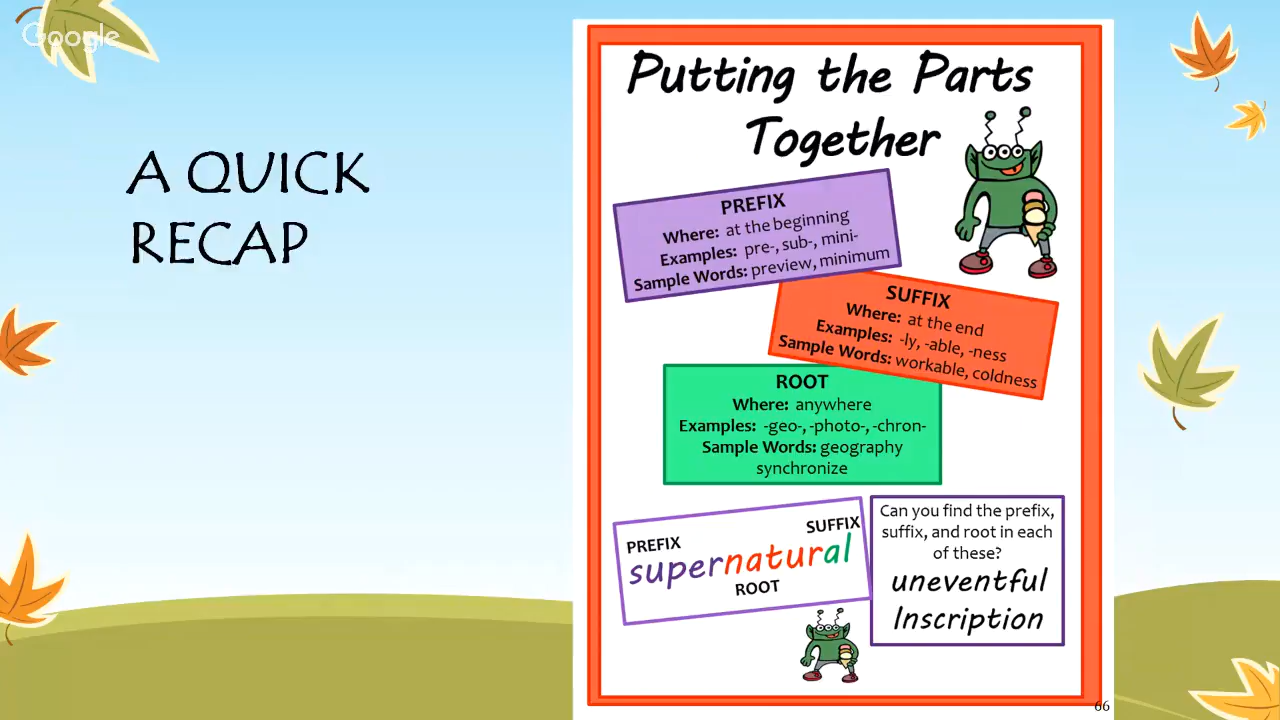 Google
A QUICK
RECAP
Putting the Parts
Together
PREFIX
Where: at the beginning
Examples: pre-, sub-, mini-
Sample Words: preview, minimum
SUFFIX
Where: at the end
Examples: -ly, -able, -ness
Sample Words: workable, coldness
ROOT
Where: anywhere
Examples: -geo-, -photo-, -chron-
Sample Words: geography
synchronize
PREFIX
SUFFIX
supernatural
ROOT
Can you find the prefix,
suffix, and root in each
of these?
uneventful
Inscription
66